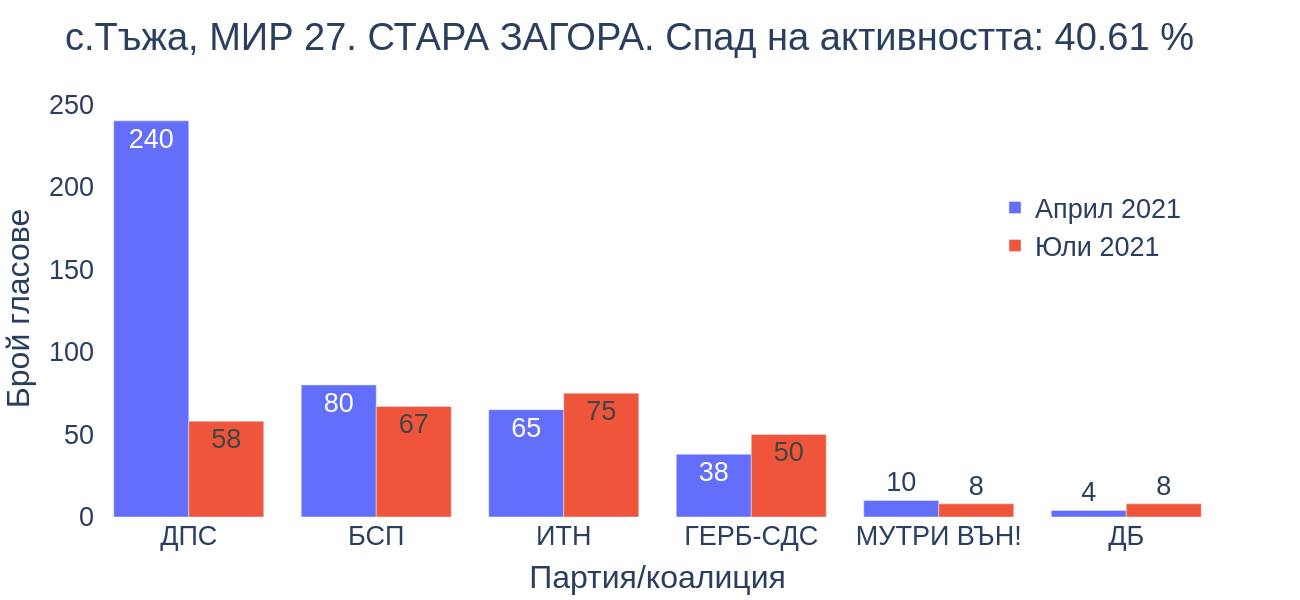 с.Тъжа, МИР 27. СТАРА ЗАГОРА. Спад на активността: 40.61 %
Брой гласове
250
200
150
100
50
0
240
58
80
67
65
75
38
50
10
8
4
8
Април 2021
Юли 2021
ДПС
БСП
ИТН
ГЕРБ-СДС
МУТРИ ВЪН!
ДБ
Партия/коалиция